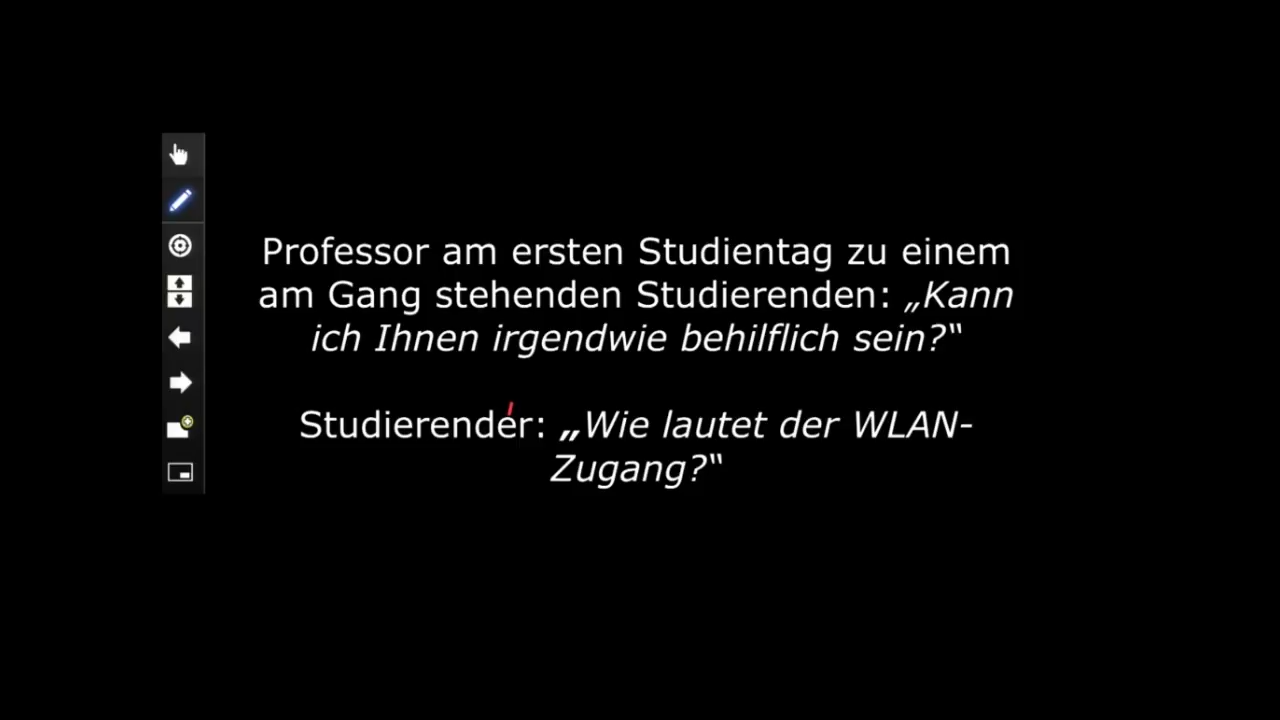 Professor am ersten Studientag zu einem
am Gang stehenden Studierenden: „Kann
ich Ihnen irgendwie behilflich sein?“
Studierender: „Wie lautet der WLAN-
Zugang?“